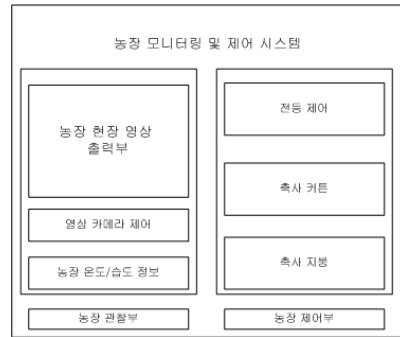 농장 모니터링 및 제어 시스템
농장 현장 영상
출력부
영상 카메라 제어
농장 온도/습도 정보
농장 관찰부
전등 제어
축사 커튼
축사 지붕
농장 제어부